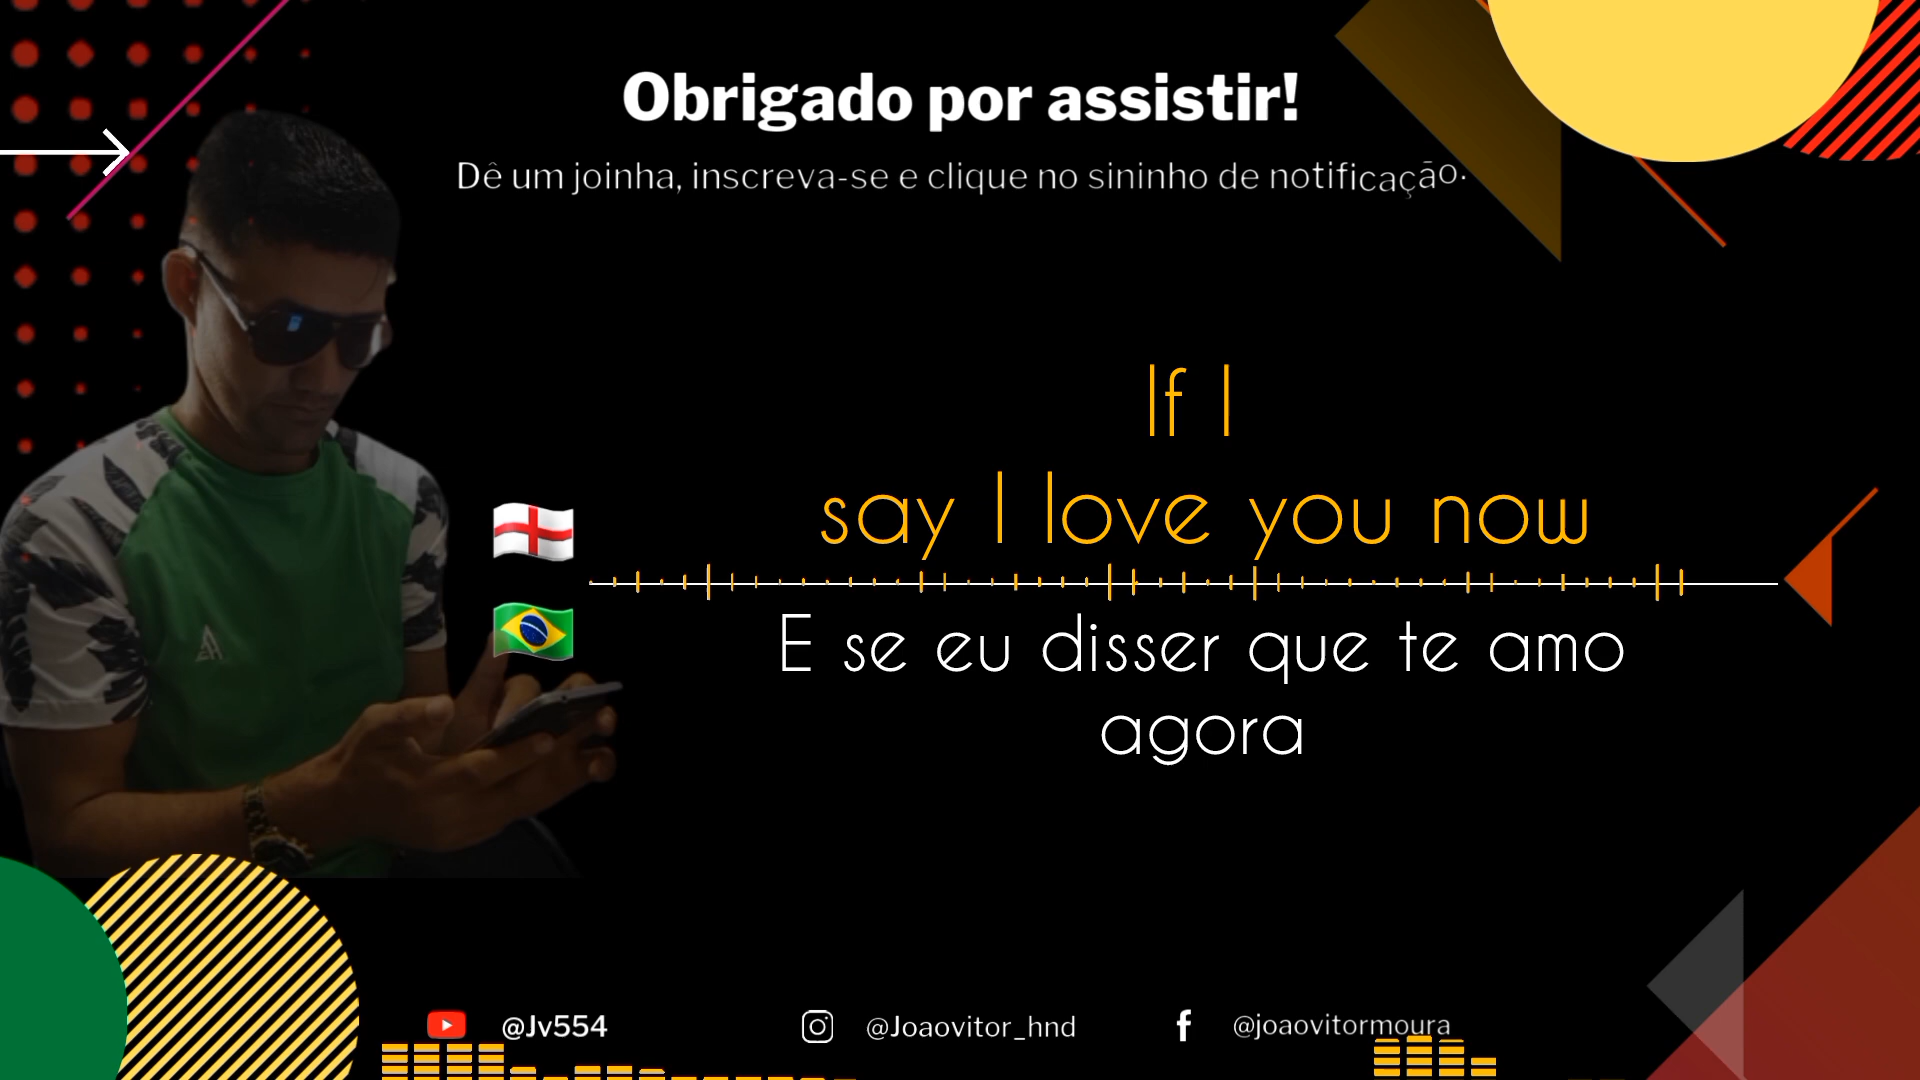 Obrigado por assistir!
Dê um joinha, inscreva-se e clique no sininho de notificação.
If I
say I love you now
E se eu disser que te amo
agora
@Jv554
@Joaovitor_hnd
@joaovitormoura